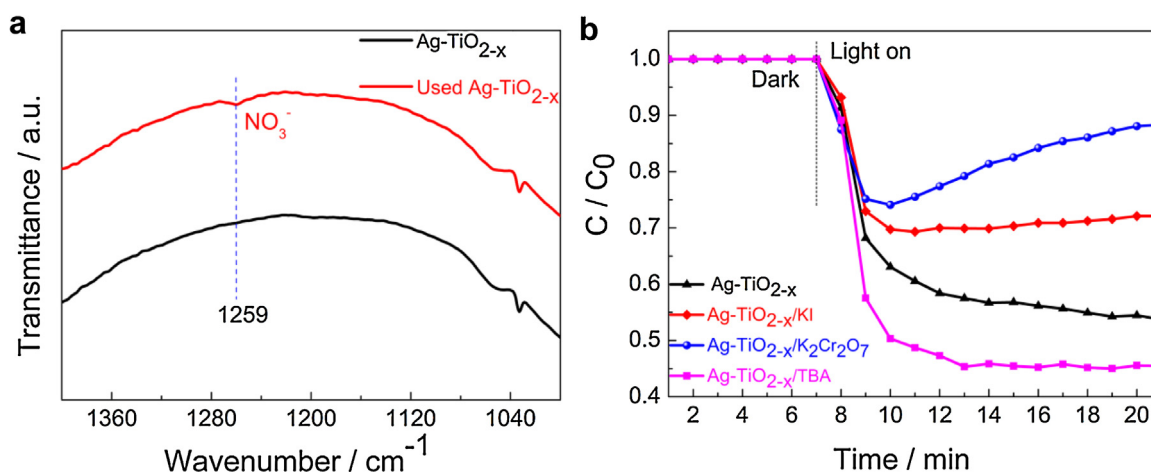 a
Ag-TiO2-x
Used Ag-TiO2-x
NO3-
1259
Transmittance / a.u.
1360 1280 1200 1120 1040
Wavenumber / cm-1
b
1.0
0.9
0.8
0.7
0.6
0.5
0.4
C / C0
Light on
Dark
Ag-TiO2-x
Ag-TiO2-x/KI
Ag-TiO2-x/K2Cr2O7
Ag-TiO2-x/TBA
2 4 6 8 10 12 14 16 18 20
Time / min